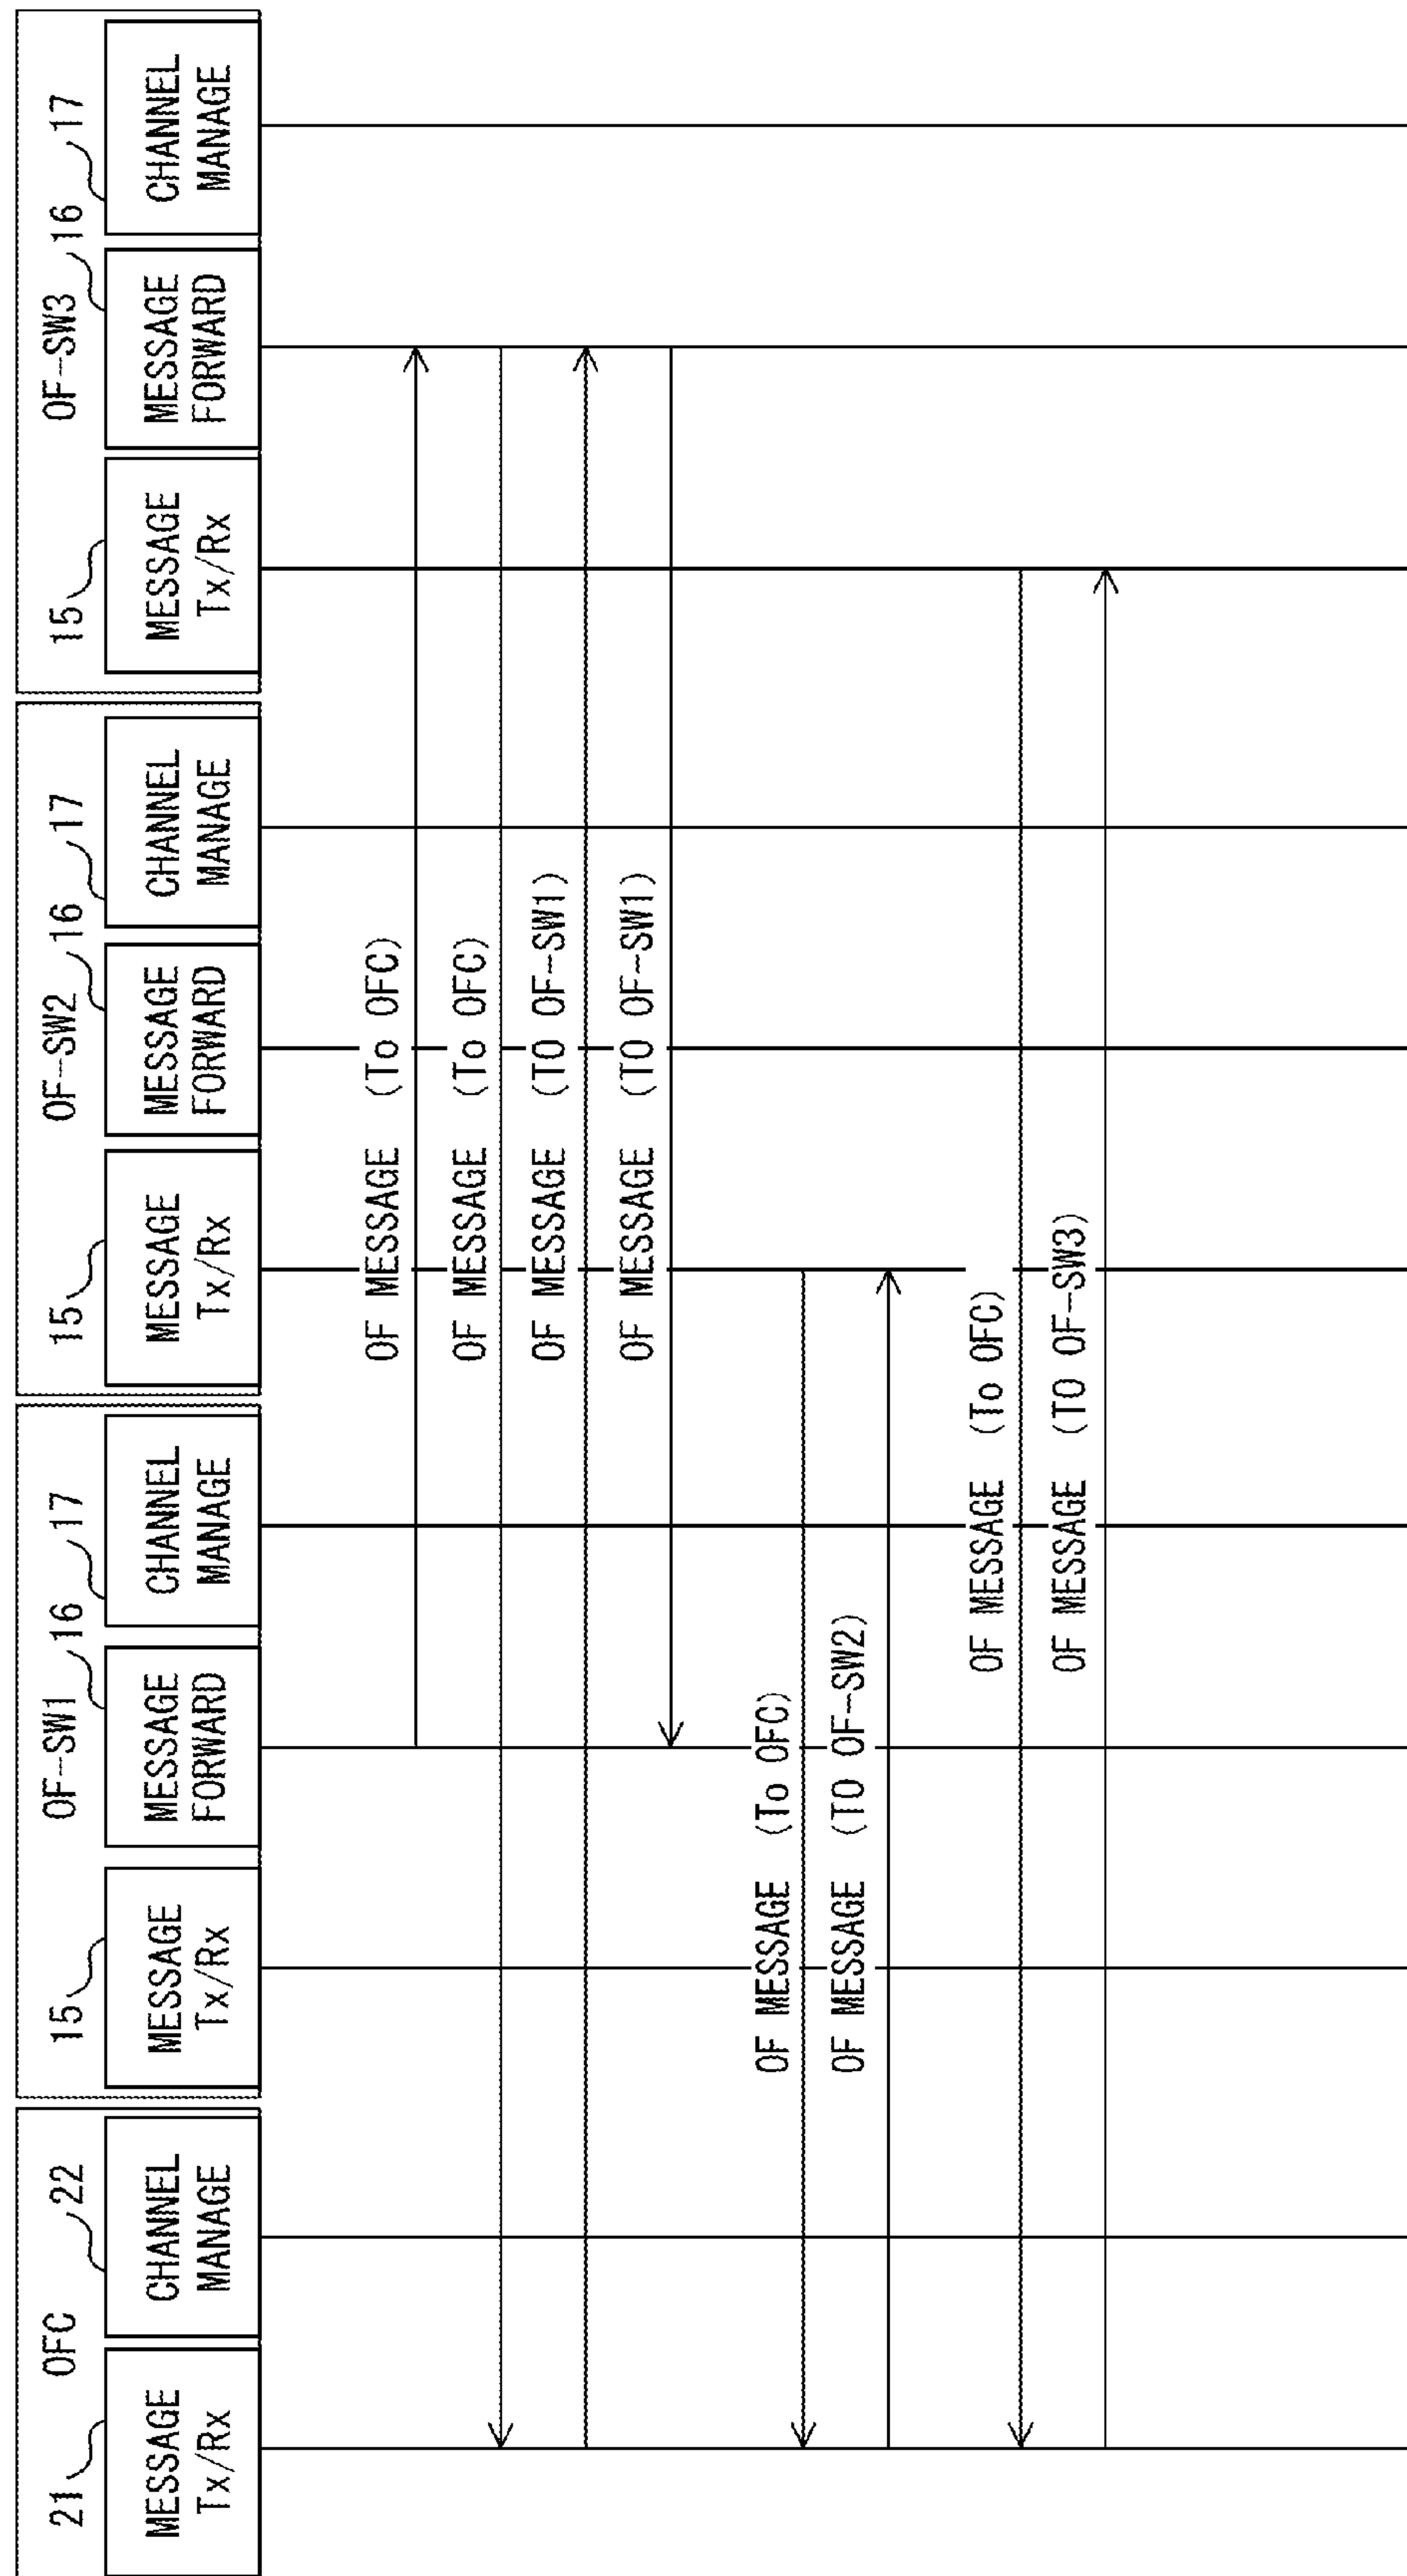 OFC
21
22
MESSAGE
Tx/Rx
CHANNEL
MANAGE
OF-SW1
15
16
17
MESSAGE
Tx/Rx
MESSAGE
FORWARD
CHANNEL
MANAGE
OF-SW2
15
16
17
MESSAGE
Tx/Rx
MESSAGE
FORWARD
CHANNEL
MANAGE
OF-SW3
15
16
17
MESSAGE
Tx/Rx
MESSAGE
FORWARD
CHANNEL
MANAGE
OF MESSAGE (To OFC)
OF MESSAGE (To OFC)
OF MESSAGE (TO OF-SW1)
OF MESSAGE (TO OF-SW1)
OF MESSAGE (To OFC)
OF MESSAGE (TO OF-SW2)
OF MESSAGE (To OFC)
OF MESSAGE (TO OF-SW3)